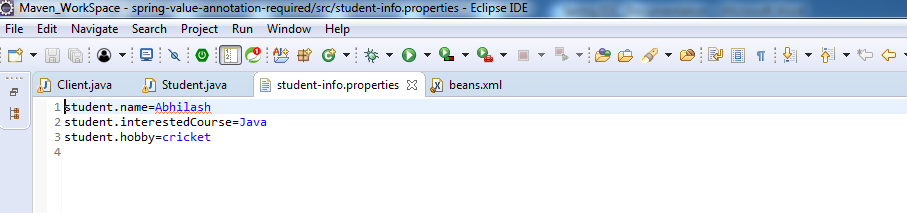 Maven_WorkSpace - spring-value-annotation-required/src/student-info.properties - Eclipse IDE
File Edit Navigate Search Project Run Window Help
Client.java Student.java student-info.properties beans.xml
1 student.name=Abhilash
2 student.interestedCourse=Java
3 student.hobby=cricket
4